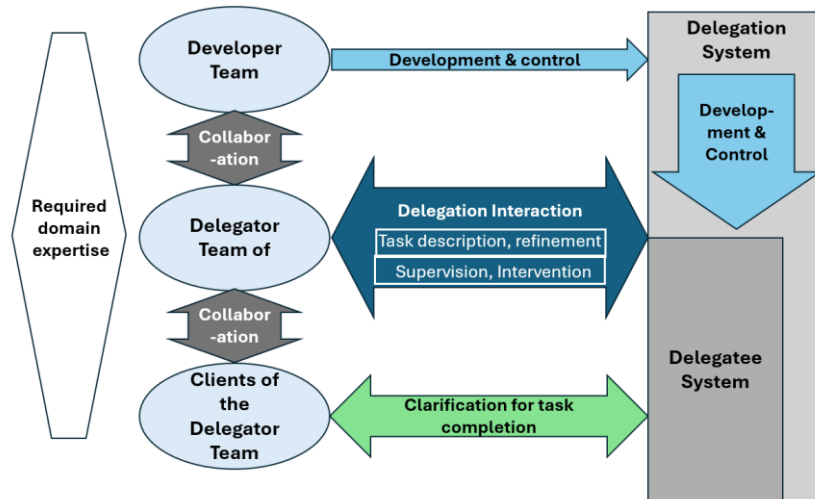 Developer
Team
Development & control
Delegation
System
Develop-
ment &
Control
Collabor
-ation
Required
domain
expertise
Delegator
Team of
Delegation Interaction
Task description, refinement
Supervision, Intervention
Collabor
-ation
Delegatee
System
Clients of
the
Delegator
Team
Clarification for task
completion